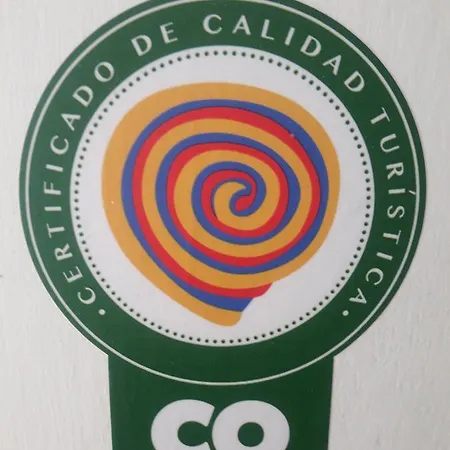 · CERTIFICADO DE CALIDAD TURÍSTICA ·
CO